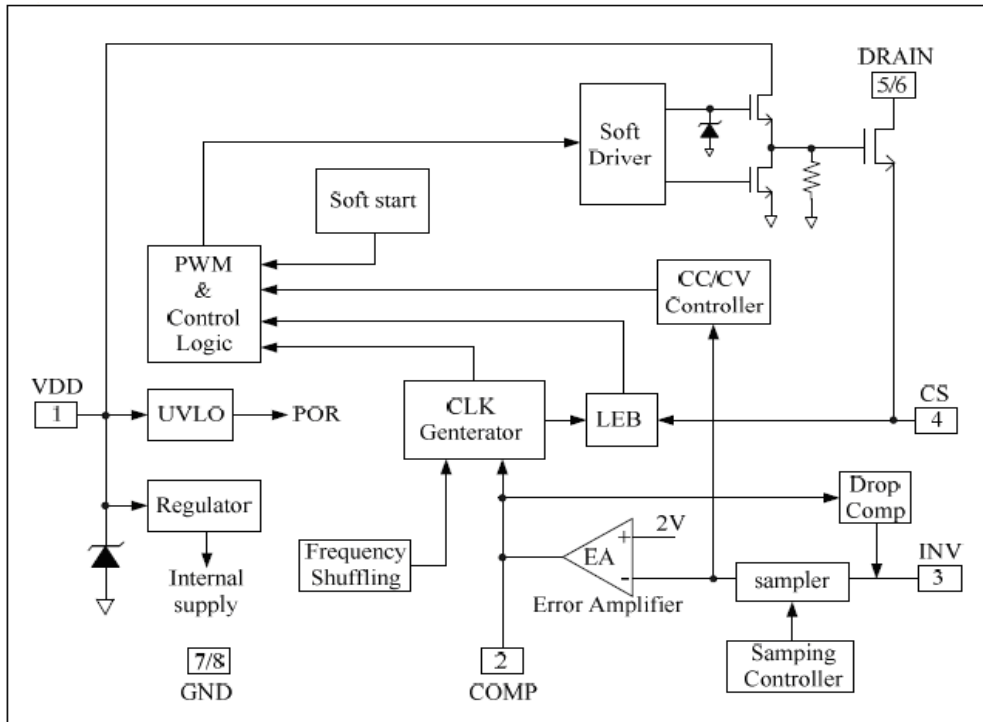 DRAIN
5/6
Soft
Driver
Soft start
PWM
&
Control
Logic
CC/CV
Controller
VDD
1
UVLO
POR
CLK
Genterator
LEB
CS
4
Regulator
Drop
Comp
2V
+
EA
-
INV
3
Frequency
Shuffling
Internal
supply
Error Amplifier
sampler
7/8
GND
2
COMP
Samping
Controller